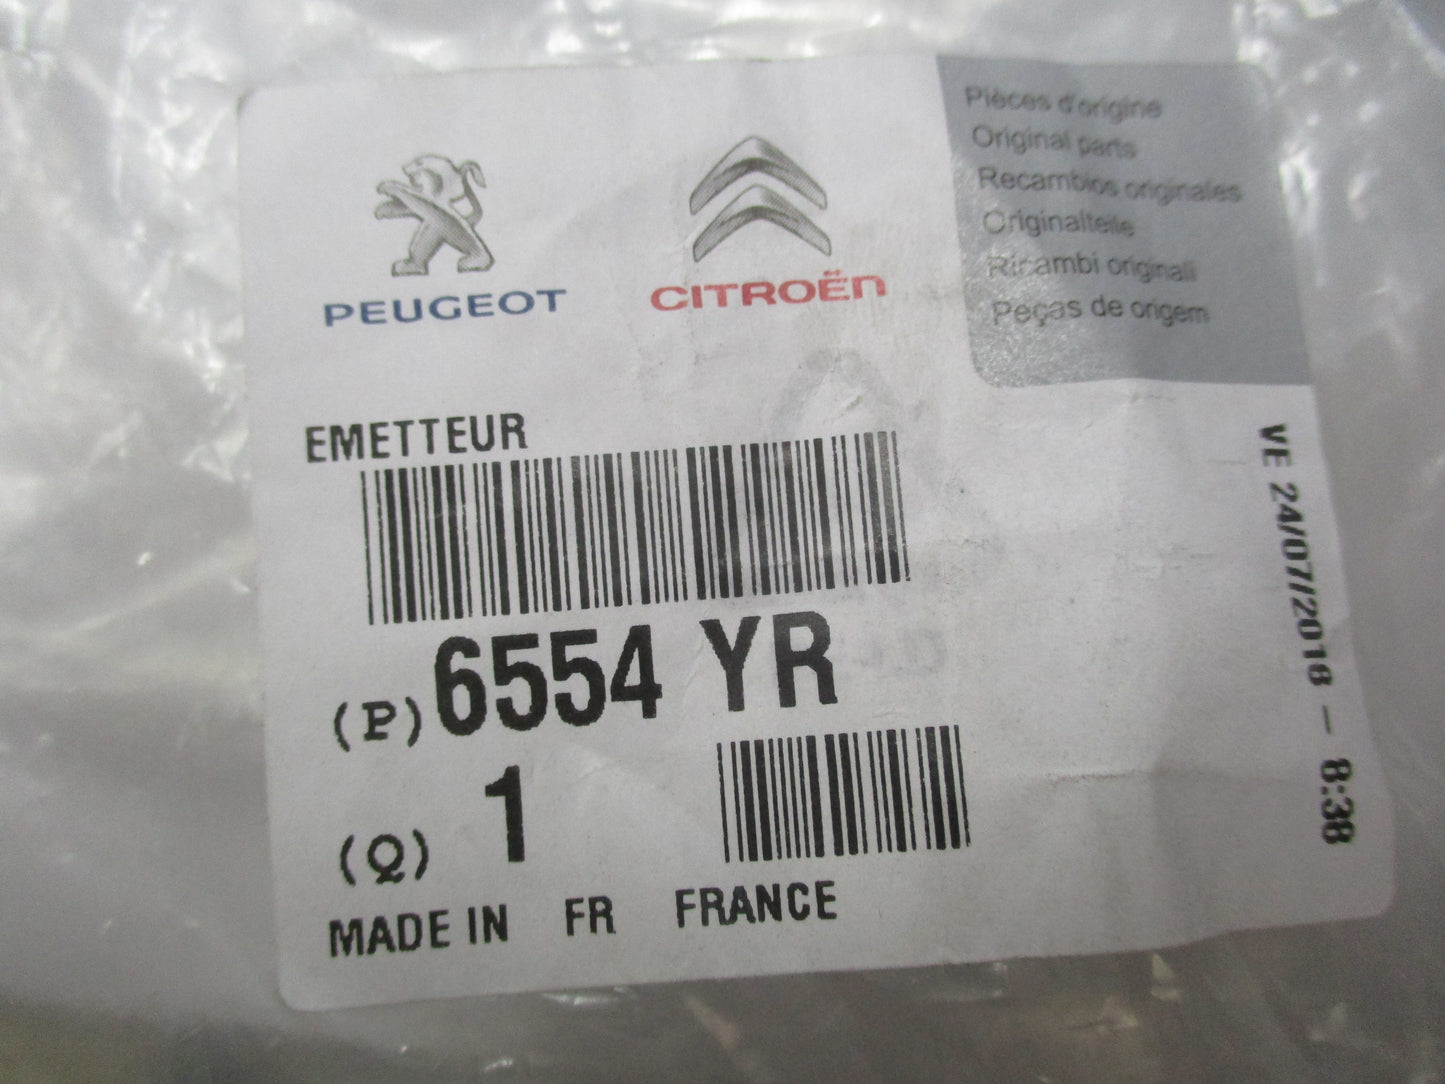 PEUGEOT
CITROËN
Pièces d'origine
Original parts
Recambios originales
Originalteile
Ricambi originali
Peças de origem
EMETTEUR
(P) 6554 YR
(Q) 1
MADE IN FR FRANCE
VE 24/07/2018 - 8:38